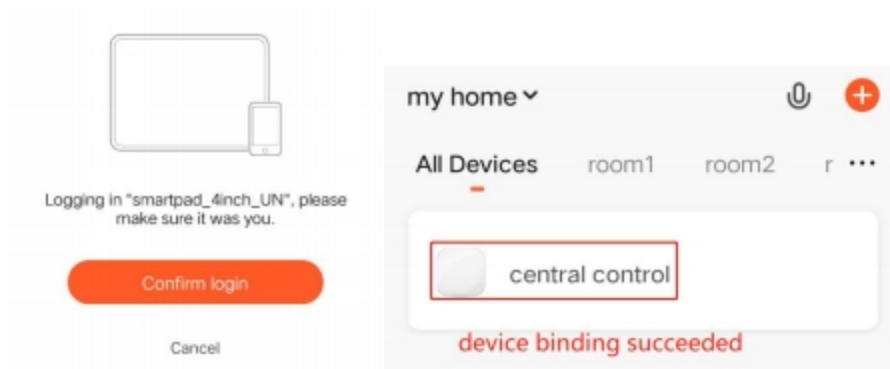 Logging in "smartpad_4inch_UN", please
make sure it was you.
Confirm login
Cancel
my home
All Devices room1 room2 r ···
central control
device binding succeeded